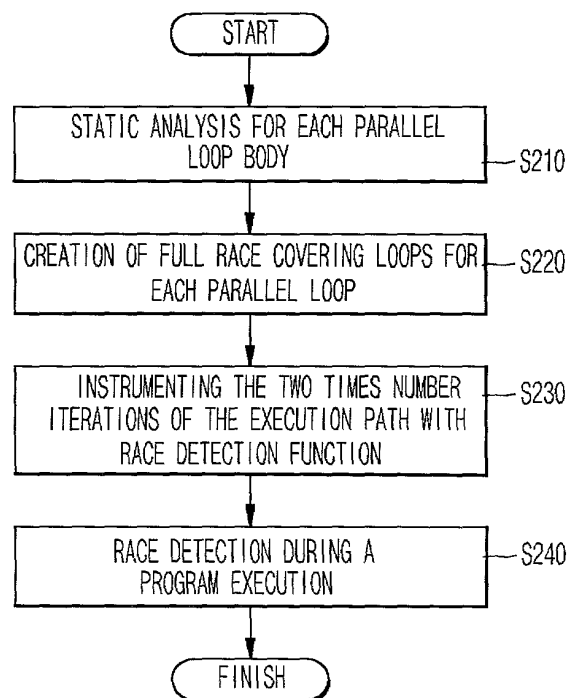 START
STATIC ANALYSIS FOR EACH PARALLEL
LOOP BODY
S210
CREATION OF FULL RACE COVERING LOOPS FOR
EACH PARALLEL LOOP
S220
INSTRUMENTING THE TWO TIMES NUMBER
ITERATIONS OF THE EXECUTION PATH WITH
RACE DETECTION FUNCTION
S230
RACE DETECTION DURING A
PROGRAM EXECUTION
S240
FINISH